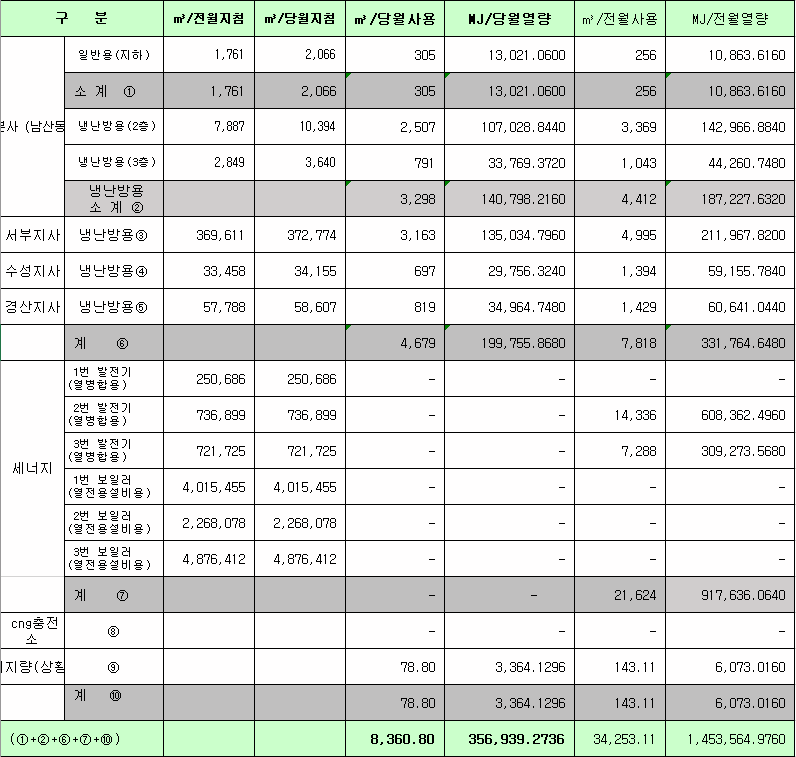 구 분 ㎥/전월지침 ㎥/당월지침 ㎥/당월사용 MJ/당월열량 ㎥/전월사용 MJ/전월열량
일반용(지하) 1,761 2,066 305 13,021.0600 256 10,863.6160
소 계 ① 1,761 2,066 305 13,021.0600 256 10,863.6160
사 (남산동 냉난방용(2층) 7,887 10,394 2,507 107,028.8440 3,369 142,966.8840
냉난방용(3층) 2,849 3,640 791 33,769.3720 1,043 44,260.7480
냉난방용
소 계 ② 3,298 140,798.2160 4,412 187,227.6320
서부지사 냉난방용③ 369,611 372,774 3,163 135,034.7960 4,995 211,967.8200
수성지사 냉난방용④ 33,458 34,155 697 29,756.3240 1,394 59,155.7840
경산지사 냉난방용⑤ 57,788 58,607 819 34,964.7480 1,429 60,641.0440
계 ⑥ 4,679 199,755.8680 7,818 331,764.6480
세너지
1번 발전기
(열병합용) 250,686 250,686 - - - -
2번 발전기
(열병합용) 736,899 736,899 - - 14,336 608,362.4960
3번 발전기
(열병합용) 721,725 721,725 - - 7,288 309,273.5680
1번 보일러
(열전용설비용) 4,015,455 4,015,455 - - - -
2번 보일러
(열전용설비용) 2,268,078 2,268,078 - - - -
3번 보일러
(열전용설비용) 4,876,412 4,876,412 - - - -
계 ⑦ - - 21,624 917,636.0640
cng충전
소 ⑧ - - - -
지량(상황 ⑨ 78.80 3,364.1296 143.11 6,073.0160
계 ⑩ 78.80 3,364.1296 143.11 6,073.0160
(①+②+⑥+⑦+⑩) 8,360.80 356,939.2736 34,253.11 1,453,564.9760